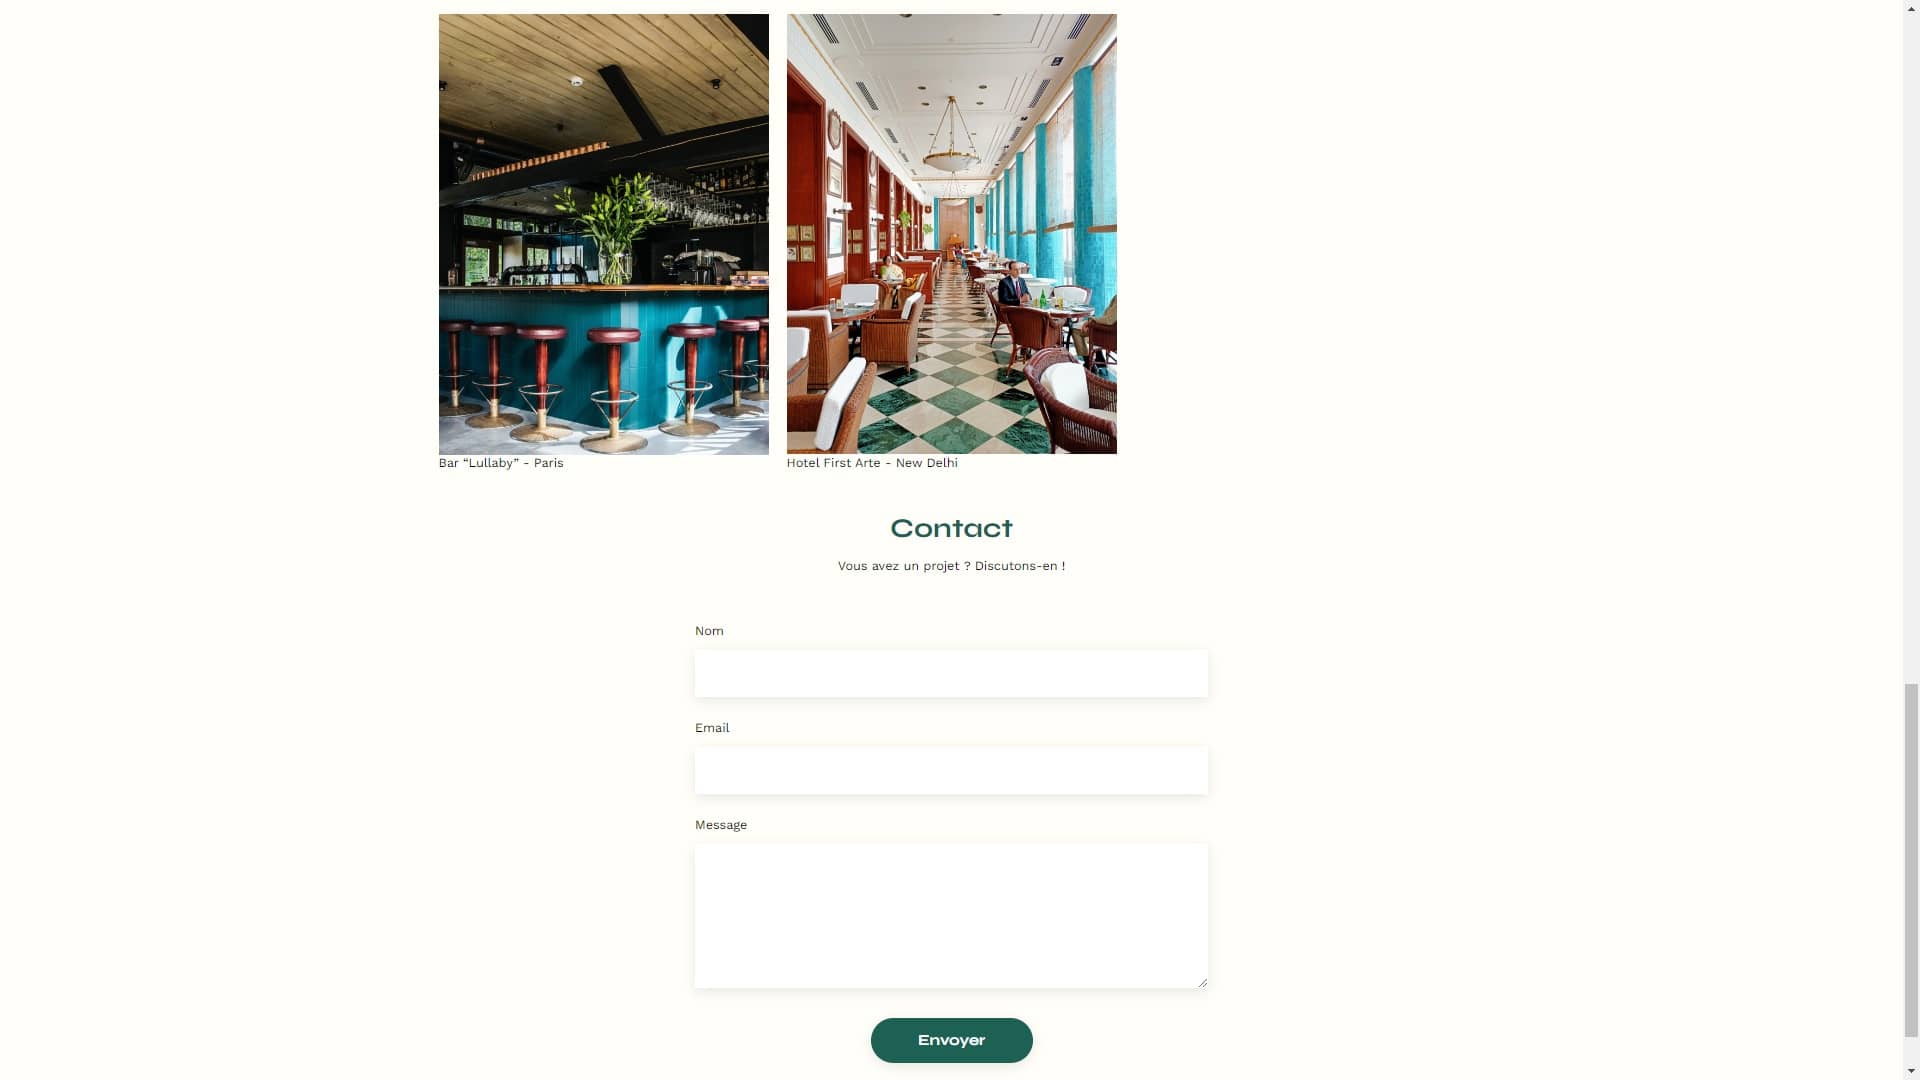 Bar “Lullaby” - Paris
Hotel First Arte - New Delhi
Contact
Vous avez un projet ? Discutons-en !
Nom
Email
Message
Envoyer